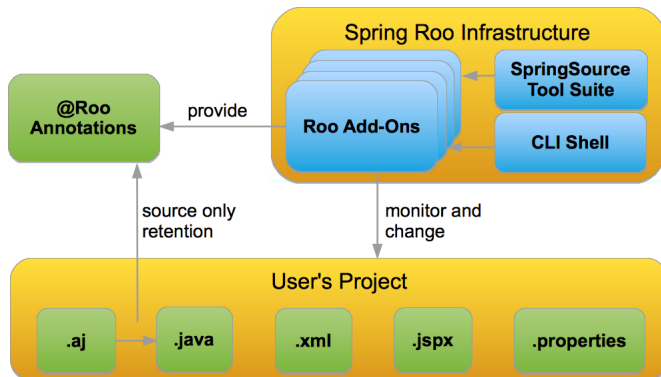 Spring Roo Infrastructure
SpringSource
Tool Suite
@Roo
Annotations
provide
Roo Add-Ons
CLI Shell
source only
retention
monitor and
change
User's Project
.aj
.java
.xml
.jspx
.properties